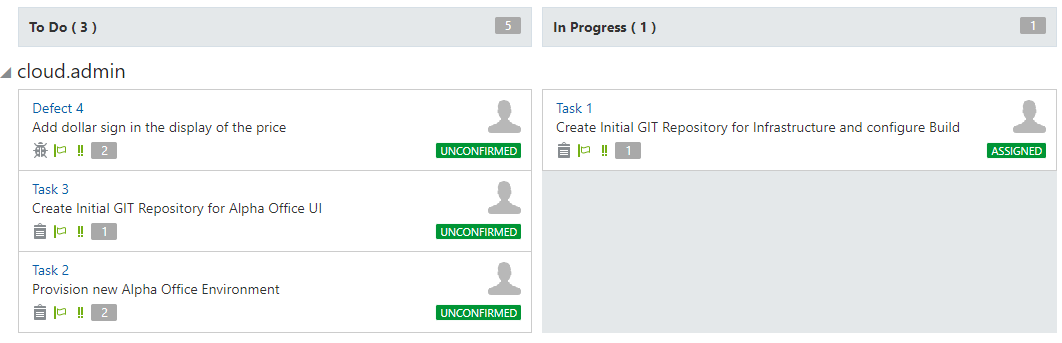 To Do ( 3 )
5
In Progress ( 1 )
1
cloud.admin
Defect 4
Add dollar sign in the display of the price
2
UNCONFIRMED
Task 3
Create Initial GIT Repository for Alpha Office UI
1
UNCONFIRMED
Task 2
Provision new Alpha Office Environment
2
UNCONFIRMED
Task 1
Create Initial GIT Repository for Infrastructure and configure Build
1
ASSIGNED